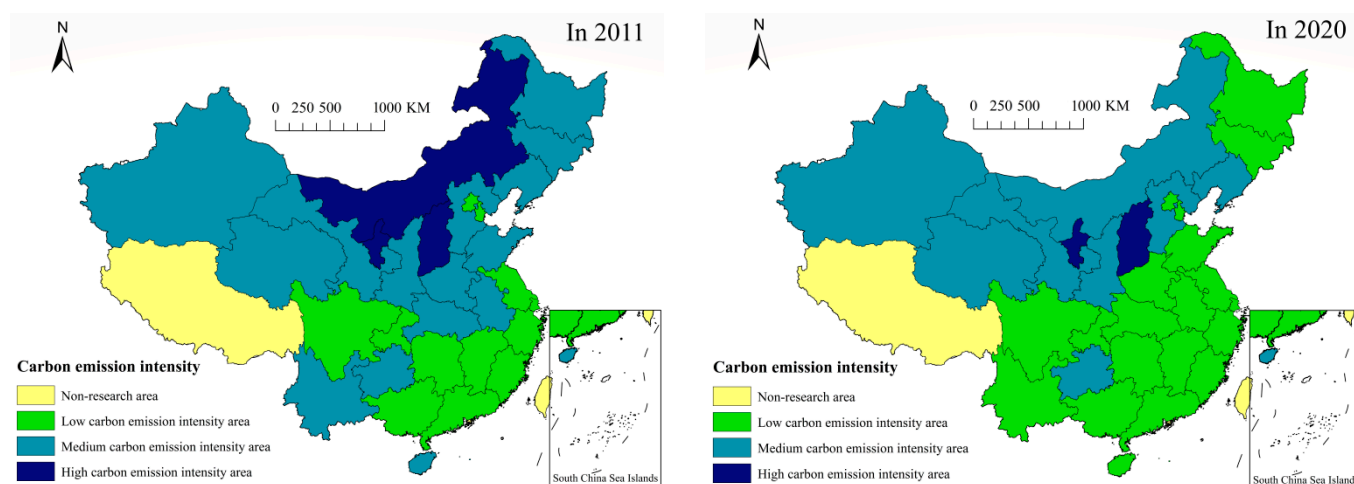 N
In 2011
0 250 500 1000 KM
Carbon emission intensity
Non-research area
Low carbon emission intensity area
Medium carbon emission intensity area
High carbon emission intensity area
South China Sea Islands
N
In 2020
0 250 500 1000 KM
Carbon emission intensity
Non-research area
Low carbon emission intensity area
Medium carbon emission intensity area
High carbon emission intensity area
South China Sea Islands